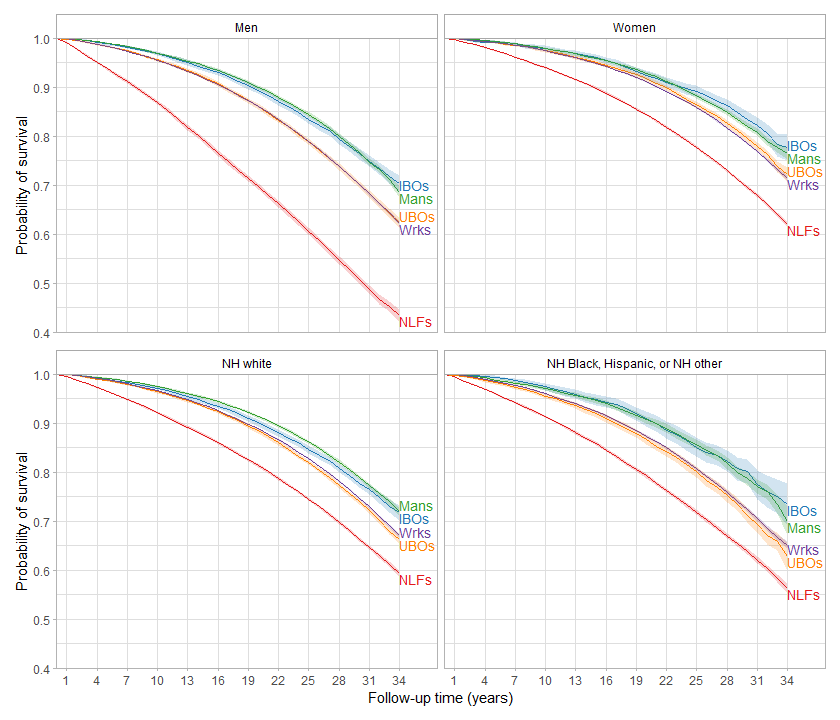 Men
Women
Probability of survival
1.0
0.9
0.8
0.7
0.6
0.5
0.4
IBOs
Mans
UBOs
Wrks
NLFs
IBOs
Mans
UBOs
Wrks
NLFs
NH white
NH Black, Hispanic, or NH other
Probability of survival
1.0
0.9
0.8
0.7
0.6
0.5
0.4
Mans
IBOs
Wrks
UBOs
NLFs
IBOs
Mans
Wrks
UBOs
NLFs
1 4 7 10 13 16 19 22 25 28 31 34 1 4 7 10 13 16 19 22 25 28 31 34
Follow-up time (years)